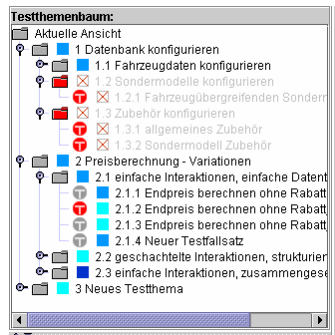 Testthemenbaum:
Aktuelle Ansicht
1 Datenbank konfigurieren
1.1 Fahrzeugdaten konfigurieren
1.2 Sondermodelle konfigurieren
1.2.1 Fahrzeugübergreifenden Sonderm
1.3 Zubehör konfigurieren
1.3.1 allgemeines Zubehör
1.3.2 Sondermodell Zubehör
2 Preisberechnung - Variationen
2.1 einfache Interaktionen, einfache Datent
2.1.1 Endpreis berechnen ohne Rabatt,
2.1.2 Endpreis berechnen ohne Rabatt
2.1.3 Endpreis berechnen ohne Rabatt
2.1.4 Neuer Testfallsatz
2.2 geschachtelte Interaktionen, strukturier
2.3 einfache Interaktionen, zusammengese
3 Neues Testthema